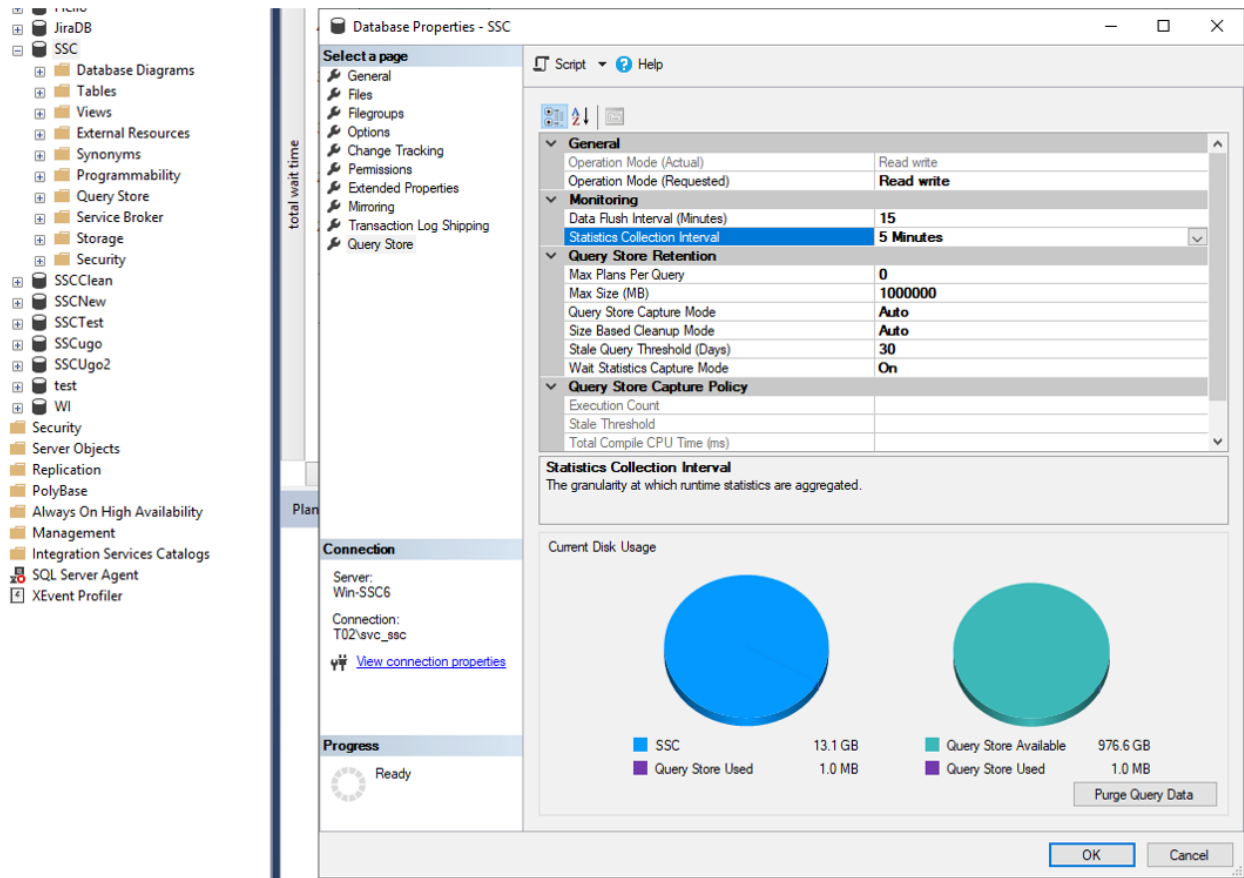 JiraDB
SSC
Database Diagrams
Tables
Views
External Resources
Synonyms
Programmability
Query Store
Service Broker
Storage
Security
SSCClean
SSCNew
SSCTest
SSCugo
SSCUgo2
test
WI
Security
Server Objects
Replication
PolyBase
Always On High Availability
Management
Integration Services Catalogs
SQL Server Agent
XEvent Profiler
total wait time
Plan
Database Properties - SSC
Select a page
General
Files
Filegroups
Options
Change Tracking
Permissions
Extended Properties
Mirroring
Transaction Log Shipping
Query Store
Connection
Server:
Win-SSC6
Connection:
T02\svc_ssc
View connection properties
Progress
Ready
Script Help
General
Operation Mode (Actual) Read write
Operation Mode (Requested) Read write
Monitoring
Data Flush Interval (Minutes) 15
Statistics Collection Interval 5 Minutes
Query Store Retention
Max Plans Per Query 0
Max Size (MB) 1000000
Query Store Capture Mode Auto
Size Based Cleanup Mode Auto
Stale Query Threshold (Days) 30
Wait Statistics Capture Mode On
Query Store Capture Policy
Execution Count
Stale Threshold
Total Compile CPU Time (ms)
Statistics Collection Interval
The granularity at which runtime statistics are aggregated.
Current Disk Usage
SSC 13.1 GB
Query Store Used 1.0 MB
Query Store Available 976.6 GB
Query Store Used 1.0 MB
Purge Query Data
OK Cancel